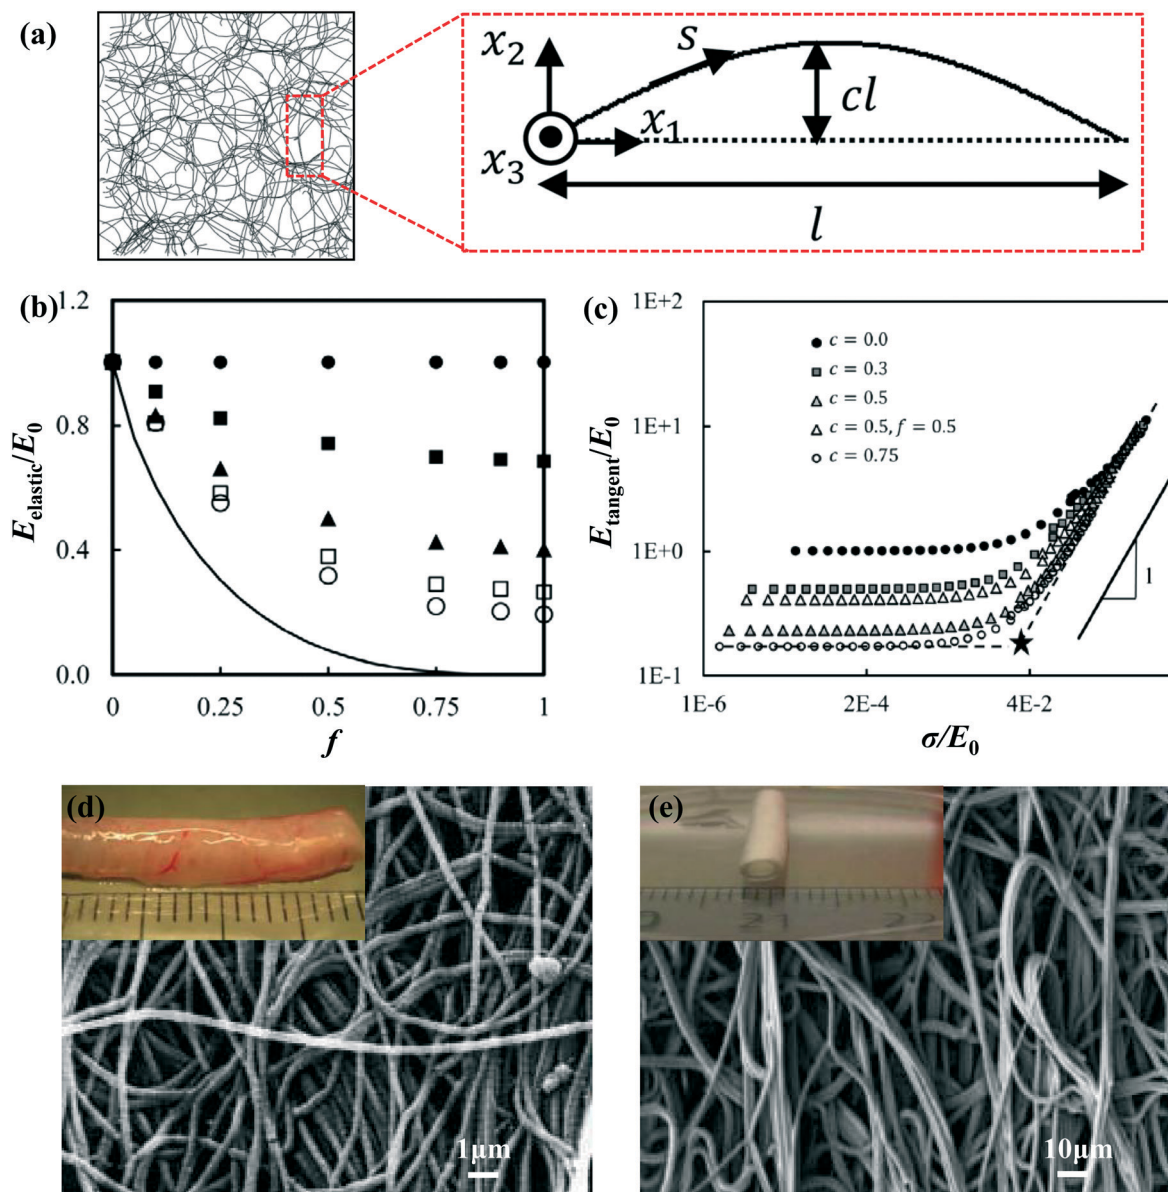 (a)
x₂
s
cl
x₁
x₃
l
(b)
1.2
0.8
0.4
0.0
E_elastic/E₀
0
0.25
0.5
0.75
1
f
(c)
1E+2
1E+1
1E+0
1E-1
E_tangent/E₀
c = 0.0
c = 0.3
c = 0.5
c = 0.5, f = 0.5
c = 0.75
1
1E-6
2E-4
4E-2
σ/E₀
(d)
1μm
(e)
21
22
10μm